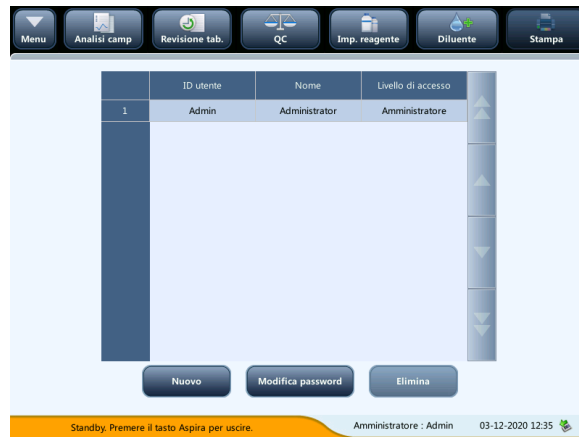 Menu Analisi camp Revisione tab. QC Imp. reagente Diluente Stampa
ID utente Nome Livello di accesso
1 Admin Administrator Amministratore
Nuovo Modifica password Elimina
Standby. Premere il tasto Aspira per uscire. Amministratore : Admin 03-12-2020 12:35